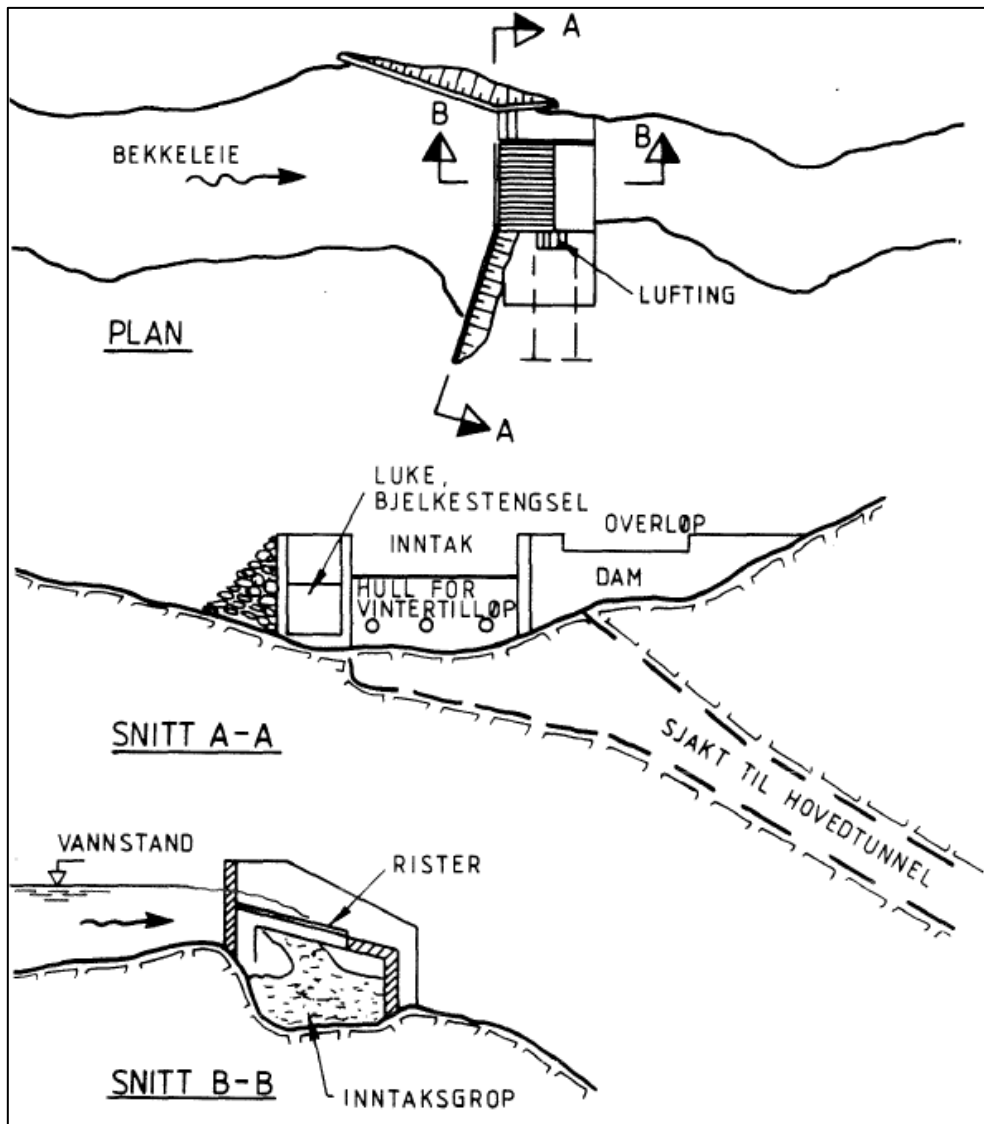 A
B
B
BEKKELEIE
LUFTING
PLAN
A
LUKE,
BJELKESTENGSEL
OVERLØP
INNTAK
DAM
HULL FOR
VINTERTILLØP
SNITT A-A
SJAKT TIL HOVEDTUNNEL
VANNSTAND
RISTER
SNITT B-B
INNTAKSGROP